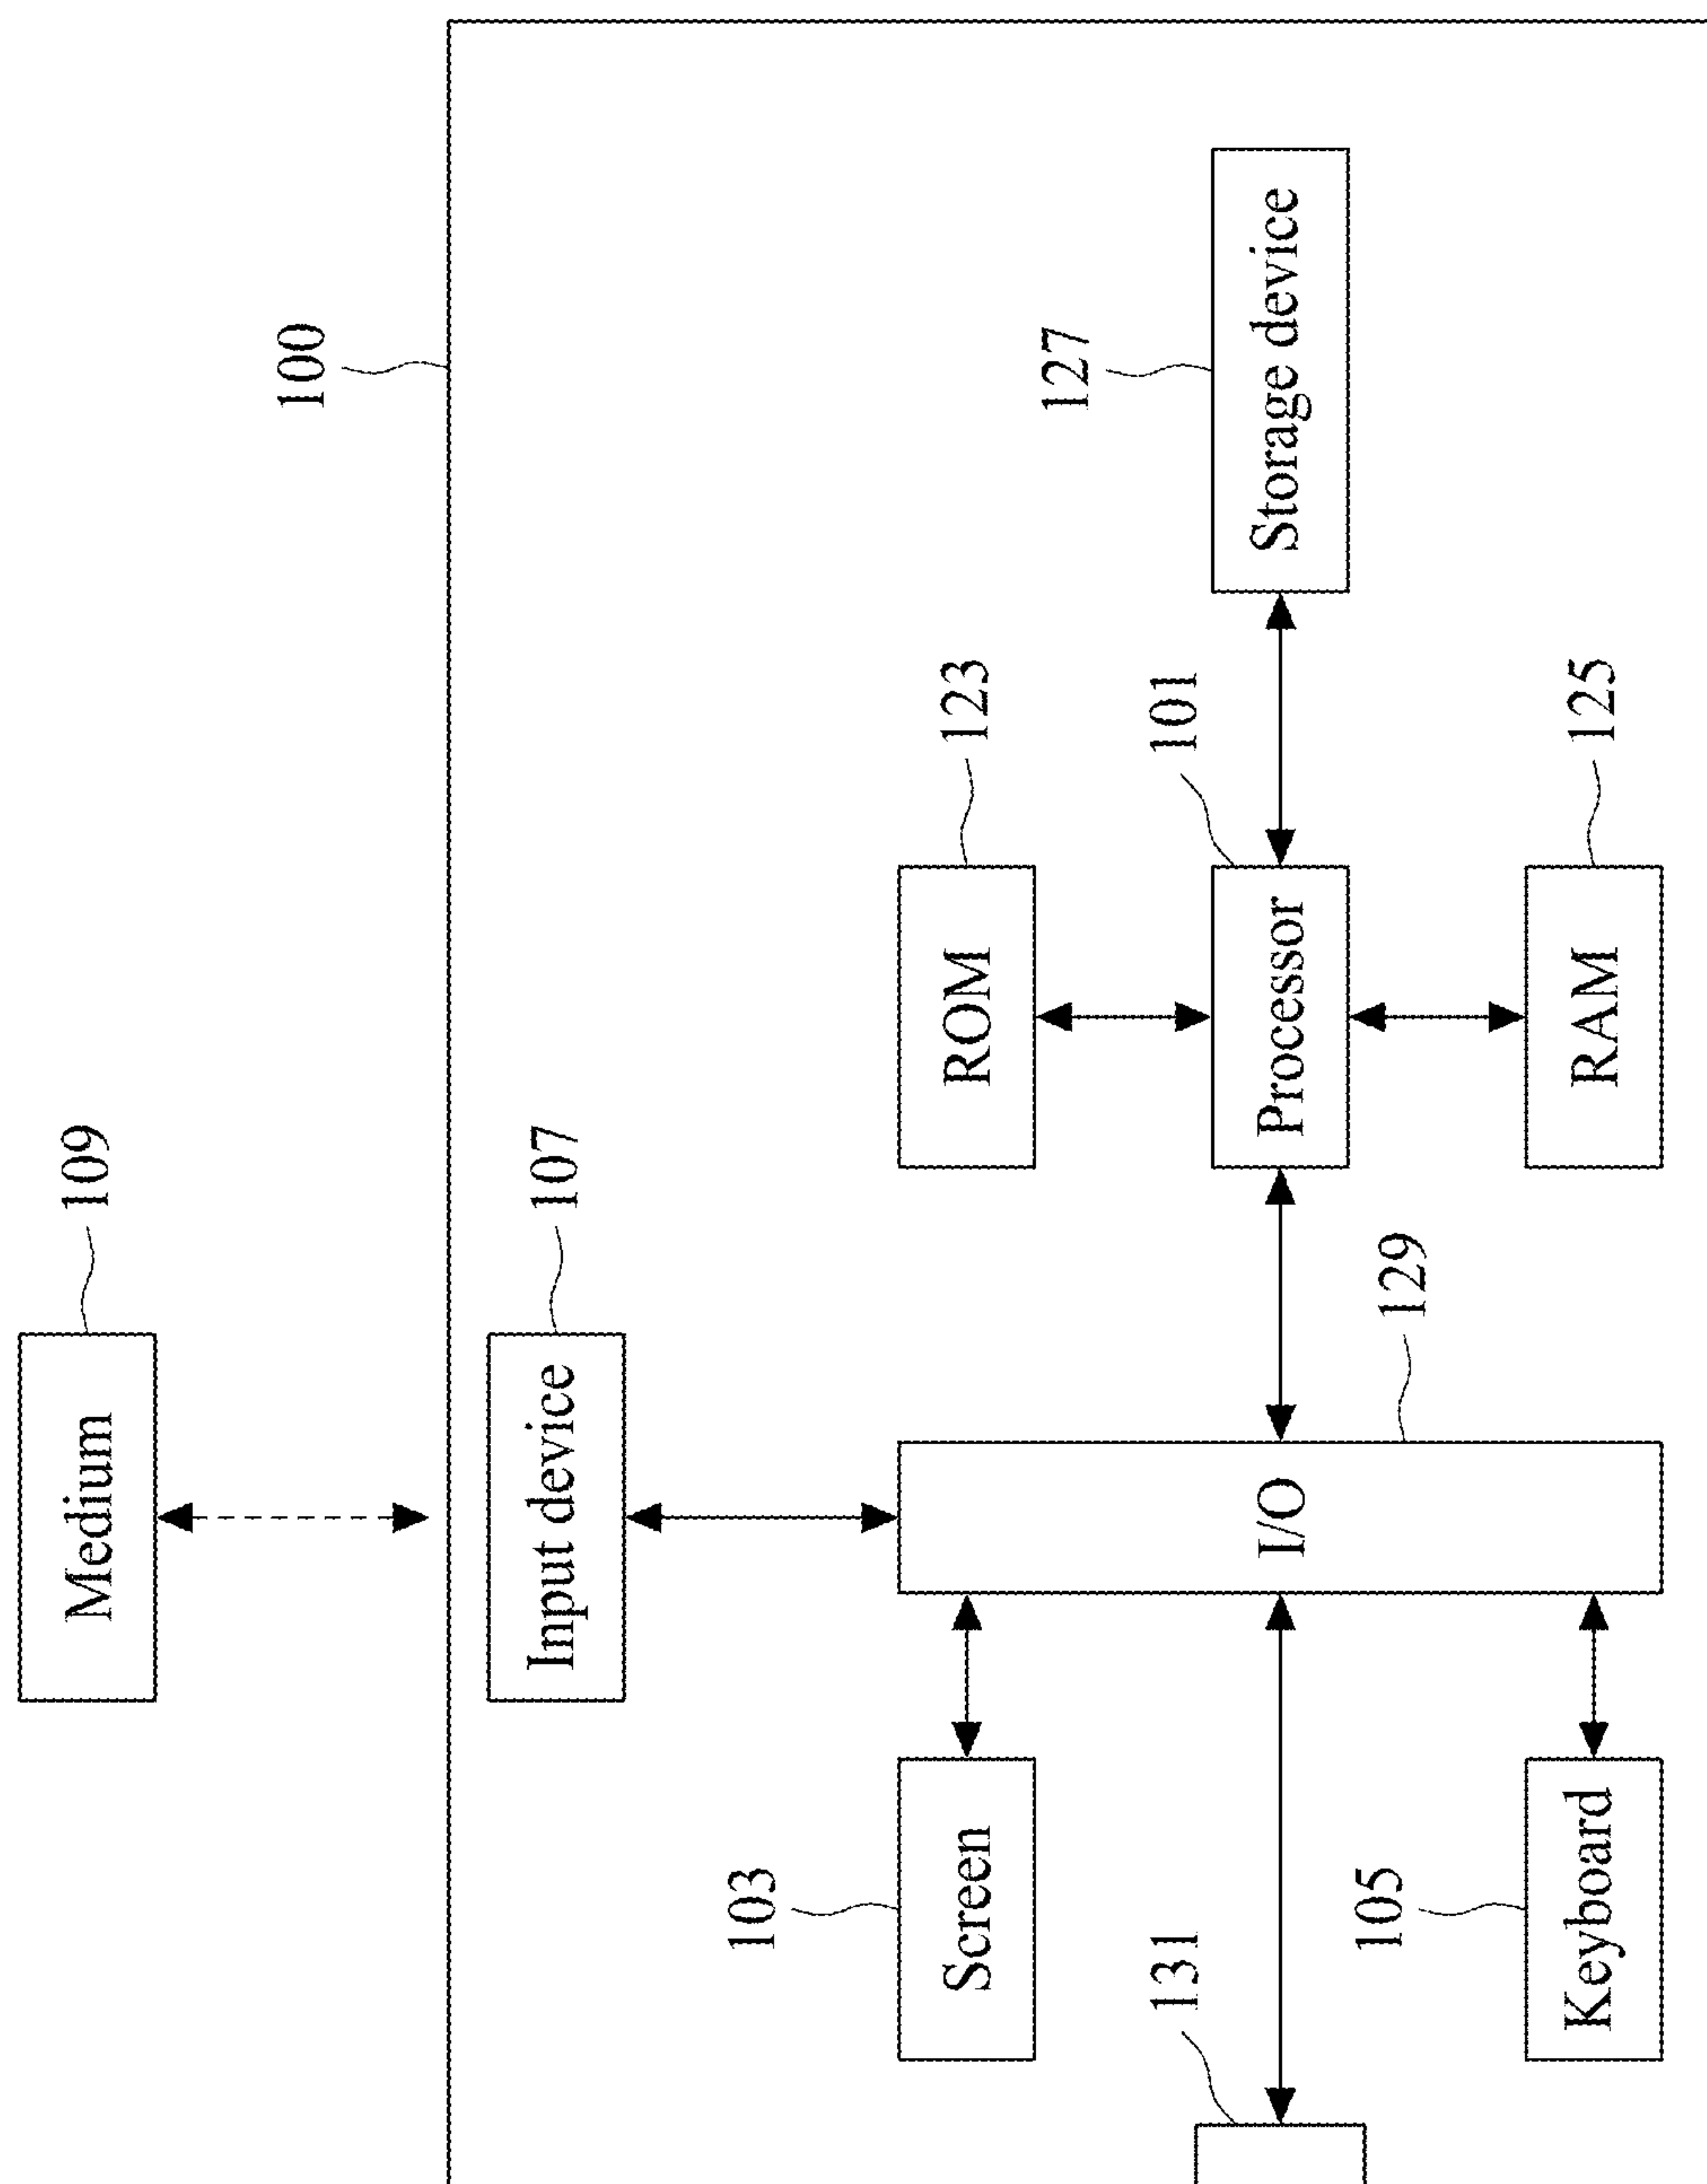 109
Medium
100
107
Input device
103
Screen
129
I/O
123
ROM
127
Storage device
101
Processor
131
105
Keyboard
125
RAM